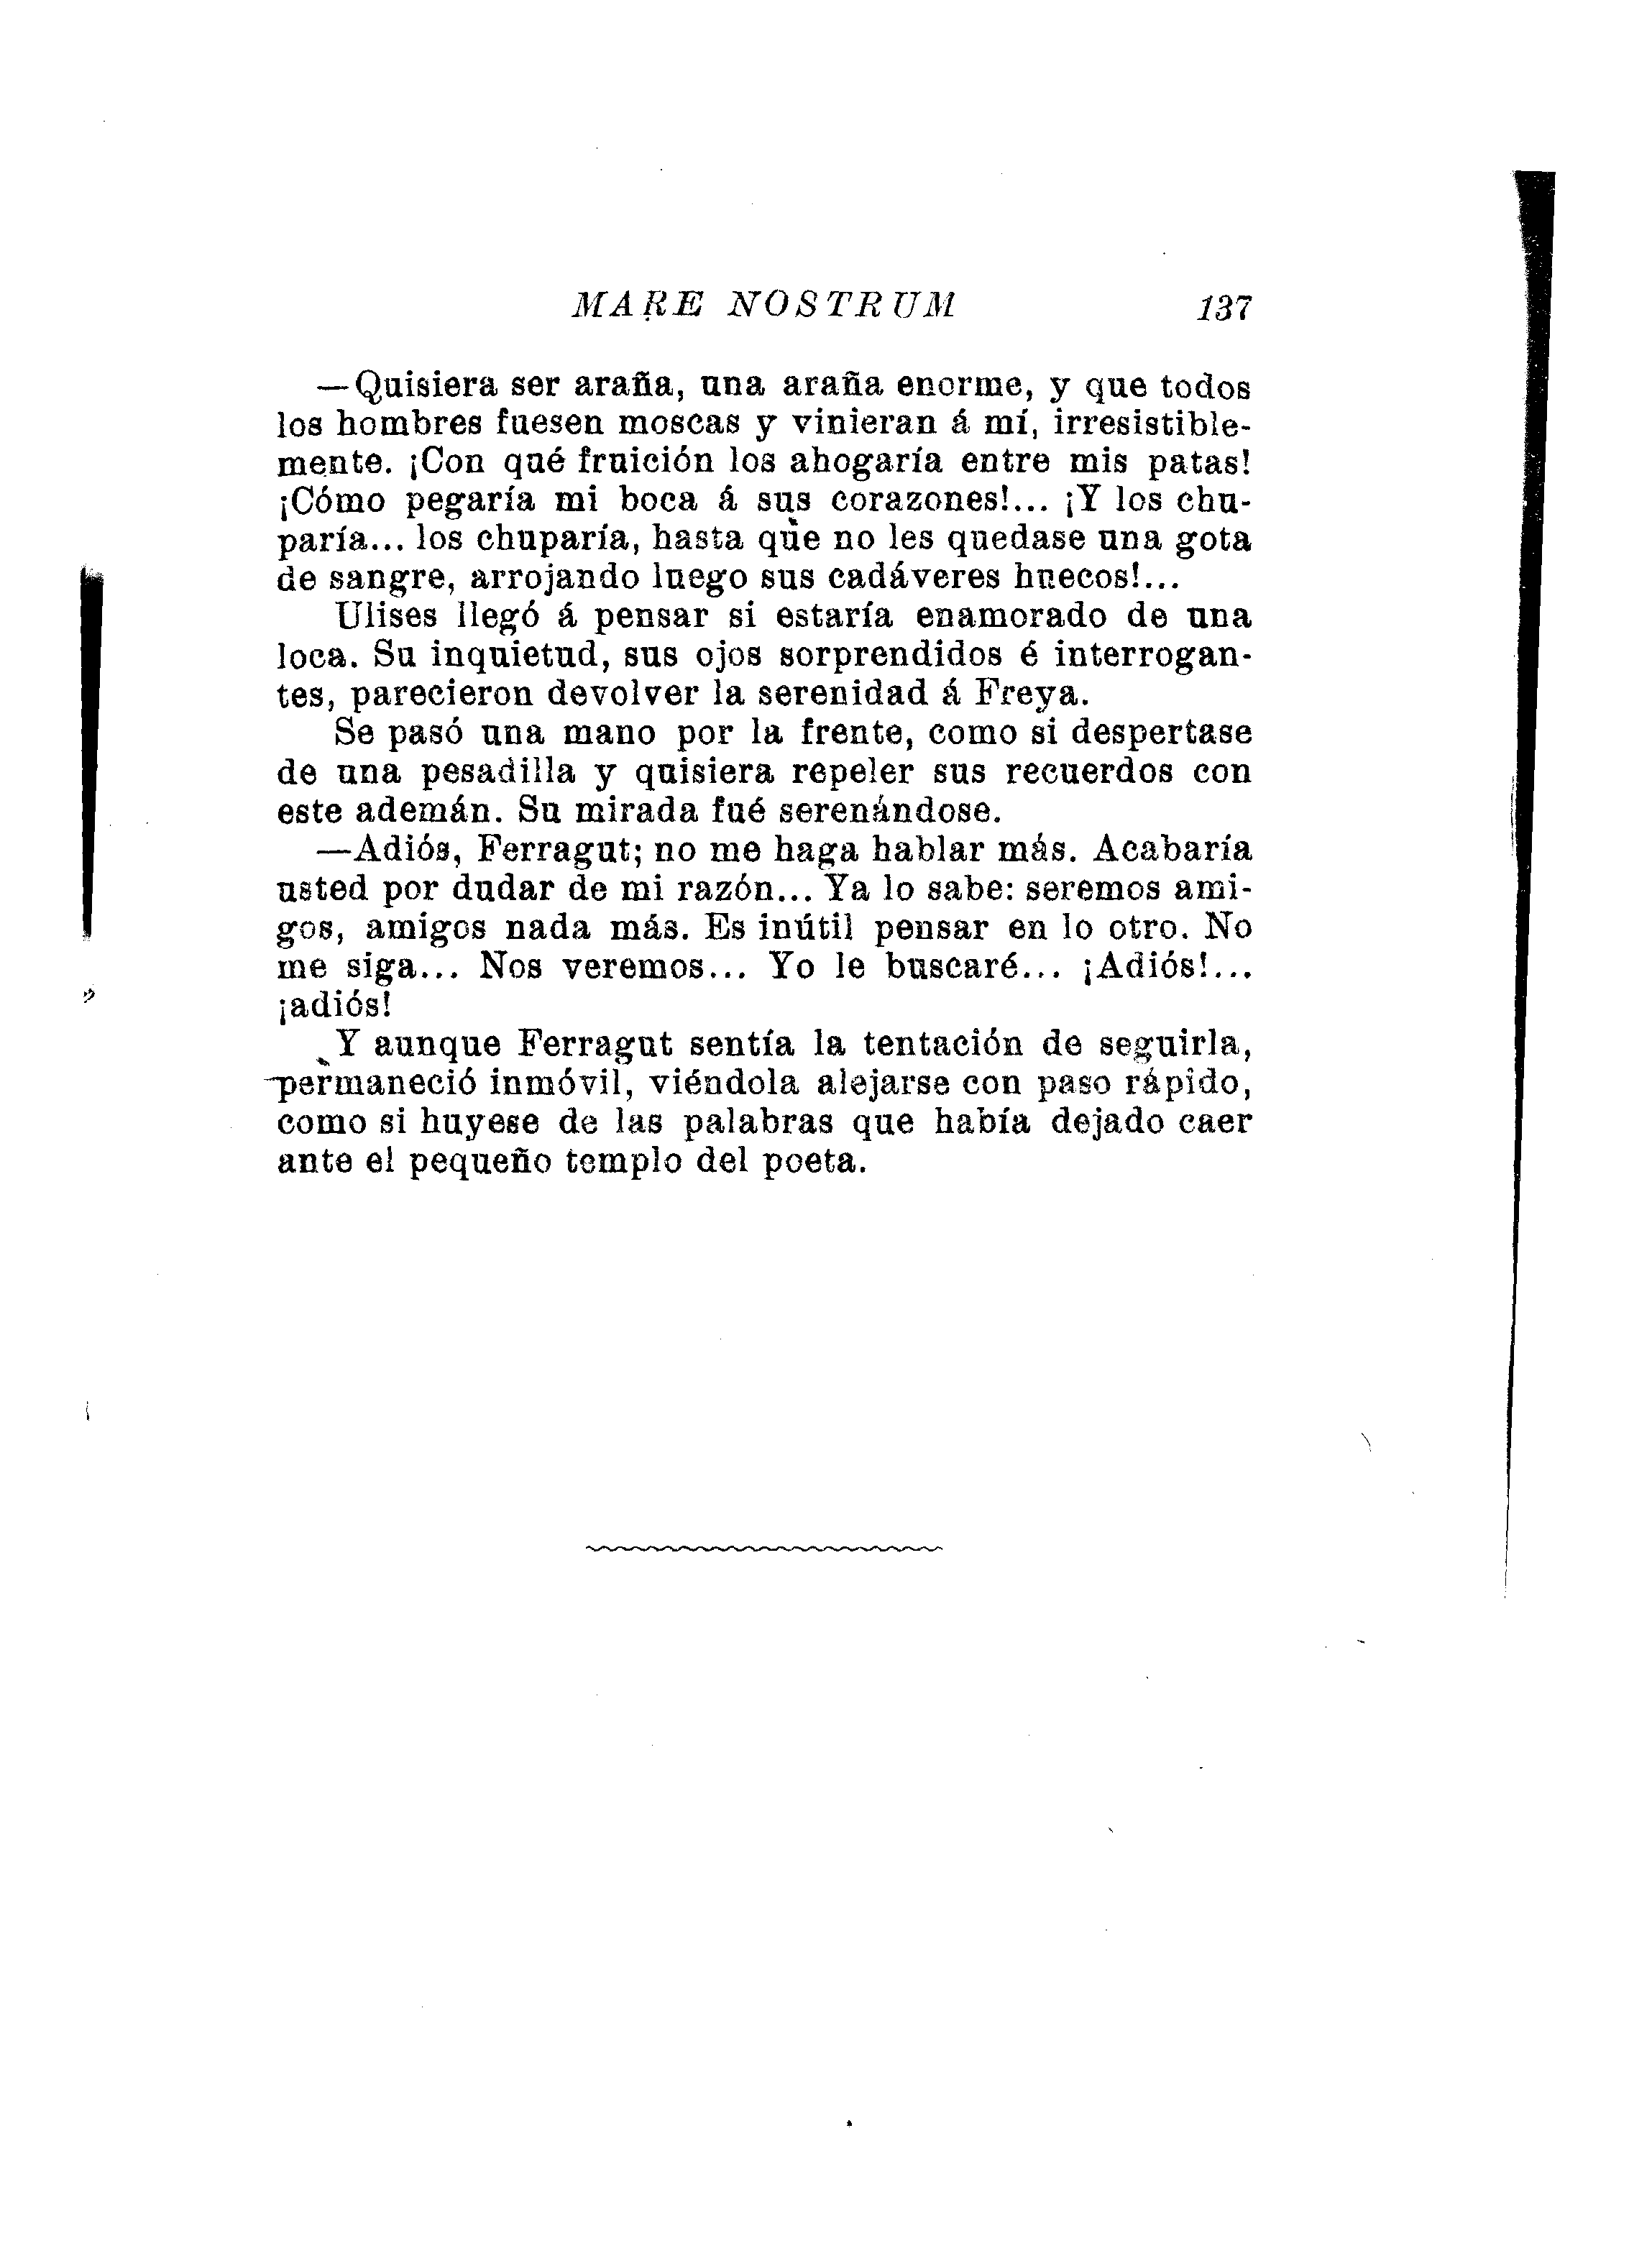 MARE NOSTRUM 137
—Quisiera ser araña, una araña enorme, y que todos
los hombres fuesen moscas y vinieran á mí, irresistible-
mente. ¡Con qué fruición los ahogaría entre mis patas!
¡Cómo pegaría mi boca á sus corazones!... ¡Y los chu-
paría... los chuparía, hasta que no les quedase una gota
de sangre, arrojando luego sus cadáveres huecos!...
Ulises llegó á pensar si estaría enamorado de una
loca. Su inquietud, sus ojos sorprendidos é interrogan-
tes, parecieron devolver la serenidad á Freya.
Se pasó una mano por la frente, como si despertase
de una pesadilla y quisiera repeler sus recuerdos con
este ademán. Su mirada fué serenándose.
—Adiós, Ferragut; no me haga hablar más. Acabaría
usted por dudar de mi razón... Ya lo sabe: seremos ami-
gos, amigos nada más. Es inútil pensar en lo otro. No
me siga... Nos veremos... Yo le buscaré... ¡Adiós!...
¡adiós!
Y aunque Ferragut sentía la tentación de seguirla,
permaneció inmóvil, viéndola alejarse con paso rápido,
como si huyese de las palabras que había dejado caer
ante el pequeño templo del poeta.